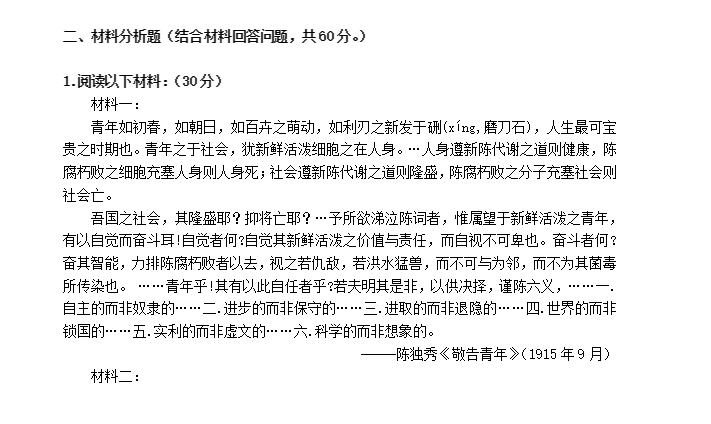 二、材料分析题（结合材料回答问题，共60分。）
1.阅读以下材料：（30分）
材料一：
青年如初春，如朝日，如百卉之萌动，如利刃之新发于硎(xíng,磨刀石)，人生最可宝
贵之时期也。青年之于社会，犹新鲜活泼细胞之在人身。…人身遵新陈代谢之道则健康，陈
腐朽败之细胞充塞人身则人身死；社会遵新陈代谢之道则隆盛，陈腐朽败之分子充塞社会则
社会亡。
吾国之社会，其隆盛耶？抑将亡耶？…予所欲涕泣陈词者，惟属望于新鲜活泼之青年，
有以自觉而奋斗耳!自觉者何?自觉其新鲜活泼之价值与责任，而自视不可卑也。奋斗者何?
奋其智能，力排陈腐朽败者以去，视之若仇敌，若洪水猛兽，而不可与为邻，而不为其菌毒
所传染也。 ……青年乎!其有以此自任者乎?若夫明其是非，以供决择，谨陈六义，……一.
自主的而非奴隶的……二.进步的而非保守的……三.进取的而非退隐的……四.世界的而非
锁国的……五.实利的而非虚文的……六.科学的而非想象的。
————陈独秀《敬告青年》（1915年9月）
材料二：